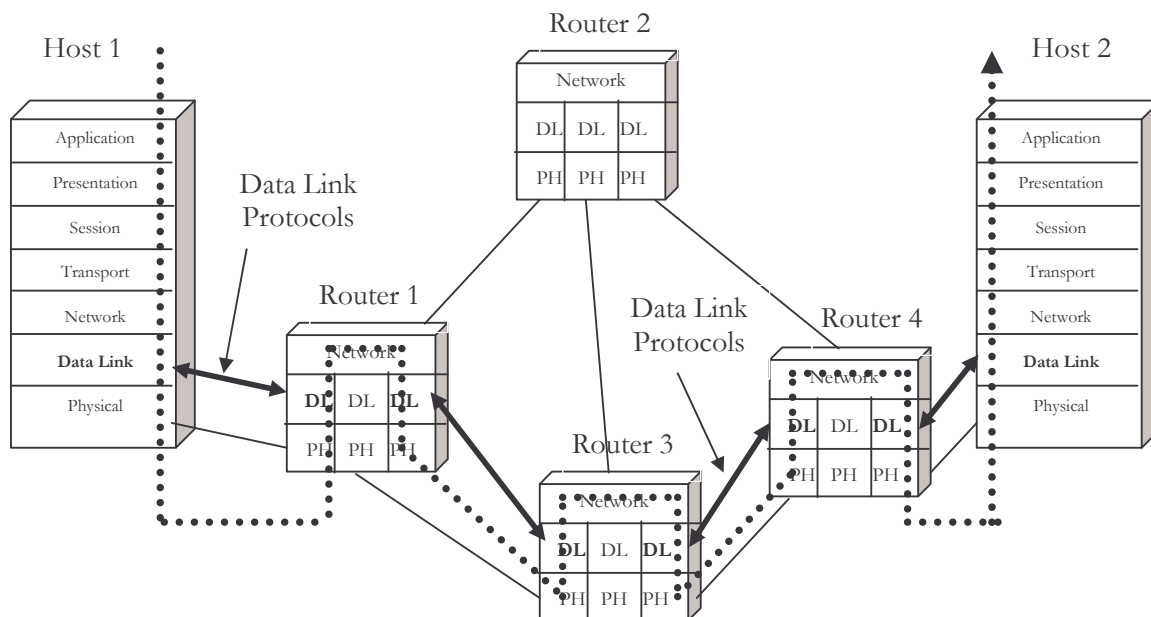 Router 2
Host 1
Host 2
Network
DL DL DL
PH PH PH
Application
Presentation
Session
Transport
Network
Data Link
Physical
Data Link
Protocols
Router 1
Network
DL DL DL
PH PH PH
Router 3
Network
DL DL DL
PH PH PH
Data Link
Protocols
Router 4
Network
DL DL DL
PH PH PH
Application
Presentation
Session
Transport
Network
Data Link
Physical